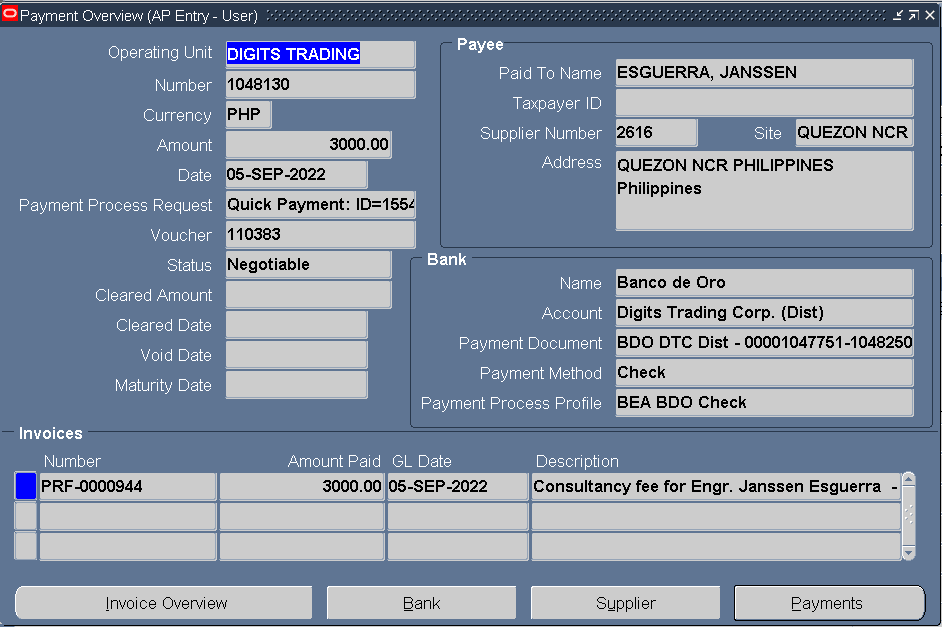 Payment Overview (AP Entry - User)
Operating Unit DIGITS TRADING
Number 1048130
Currency PHP
Amount 3000.00
Date 05-SEP-2022
Payment Process Request Quick Payment: ID=1554
Voucher 110383
Status Negotiable
Cleared Amount
Cleared Date
Void Date
Maturity Date
Payee
Paid To Name ESGUERRA, JANSSEN
Taxpayer ID
Supplier Number 2616 Site QUEZON NCR
Address QUEZON NCR PHILIPPINES
Philippines
Bank
Name Banco de Oro
Account Digits Trading Corp. (Dist)
Payment Document BDO DTC Dist - 00001047751-1048250
Payment Method Check
Payment Process Profile BEA BDO Check
Invoices
Number Amount Paid GL Date Description
PRF-0000944 3000.00 05-SEP-2022 Consultancy fee for Engr. Janssen Esguerra -
Invoice Overview Bank Supplier Payments